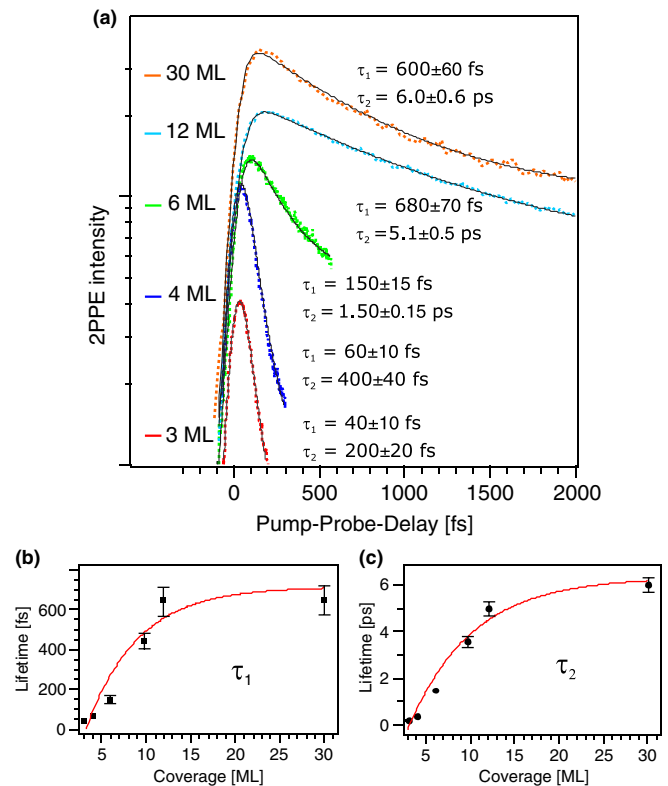 (a)
30 ML
τ1 = 600±60 fs
τ2 = 6.0±0.6 ps
12 ML
τ1 = 680±70 fs
τ2 = 5.1±0.5 ps
6 ML
τ1 = 150±15 fs
τ2 = 1.50±0.15 ps
4 ML
τ1 = 60±10 fs
τ2 = 400±40 fs
3 ML
τ1 = 40±10 fs
τ2 = 200±20 fs
2PPE intensity
0 500 1000 1500 2000
Pump-Probe-Delay [fs]
(b)
Lifetime [fs]
600
400
200
0
τ1
5 10 15 20 25 30
Coverage [ML]
(c)
Lifetime [ps]
6
4
2
0
τ2
5 10 15 20 25 30
Coverage [ML]